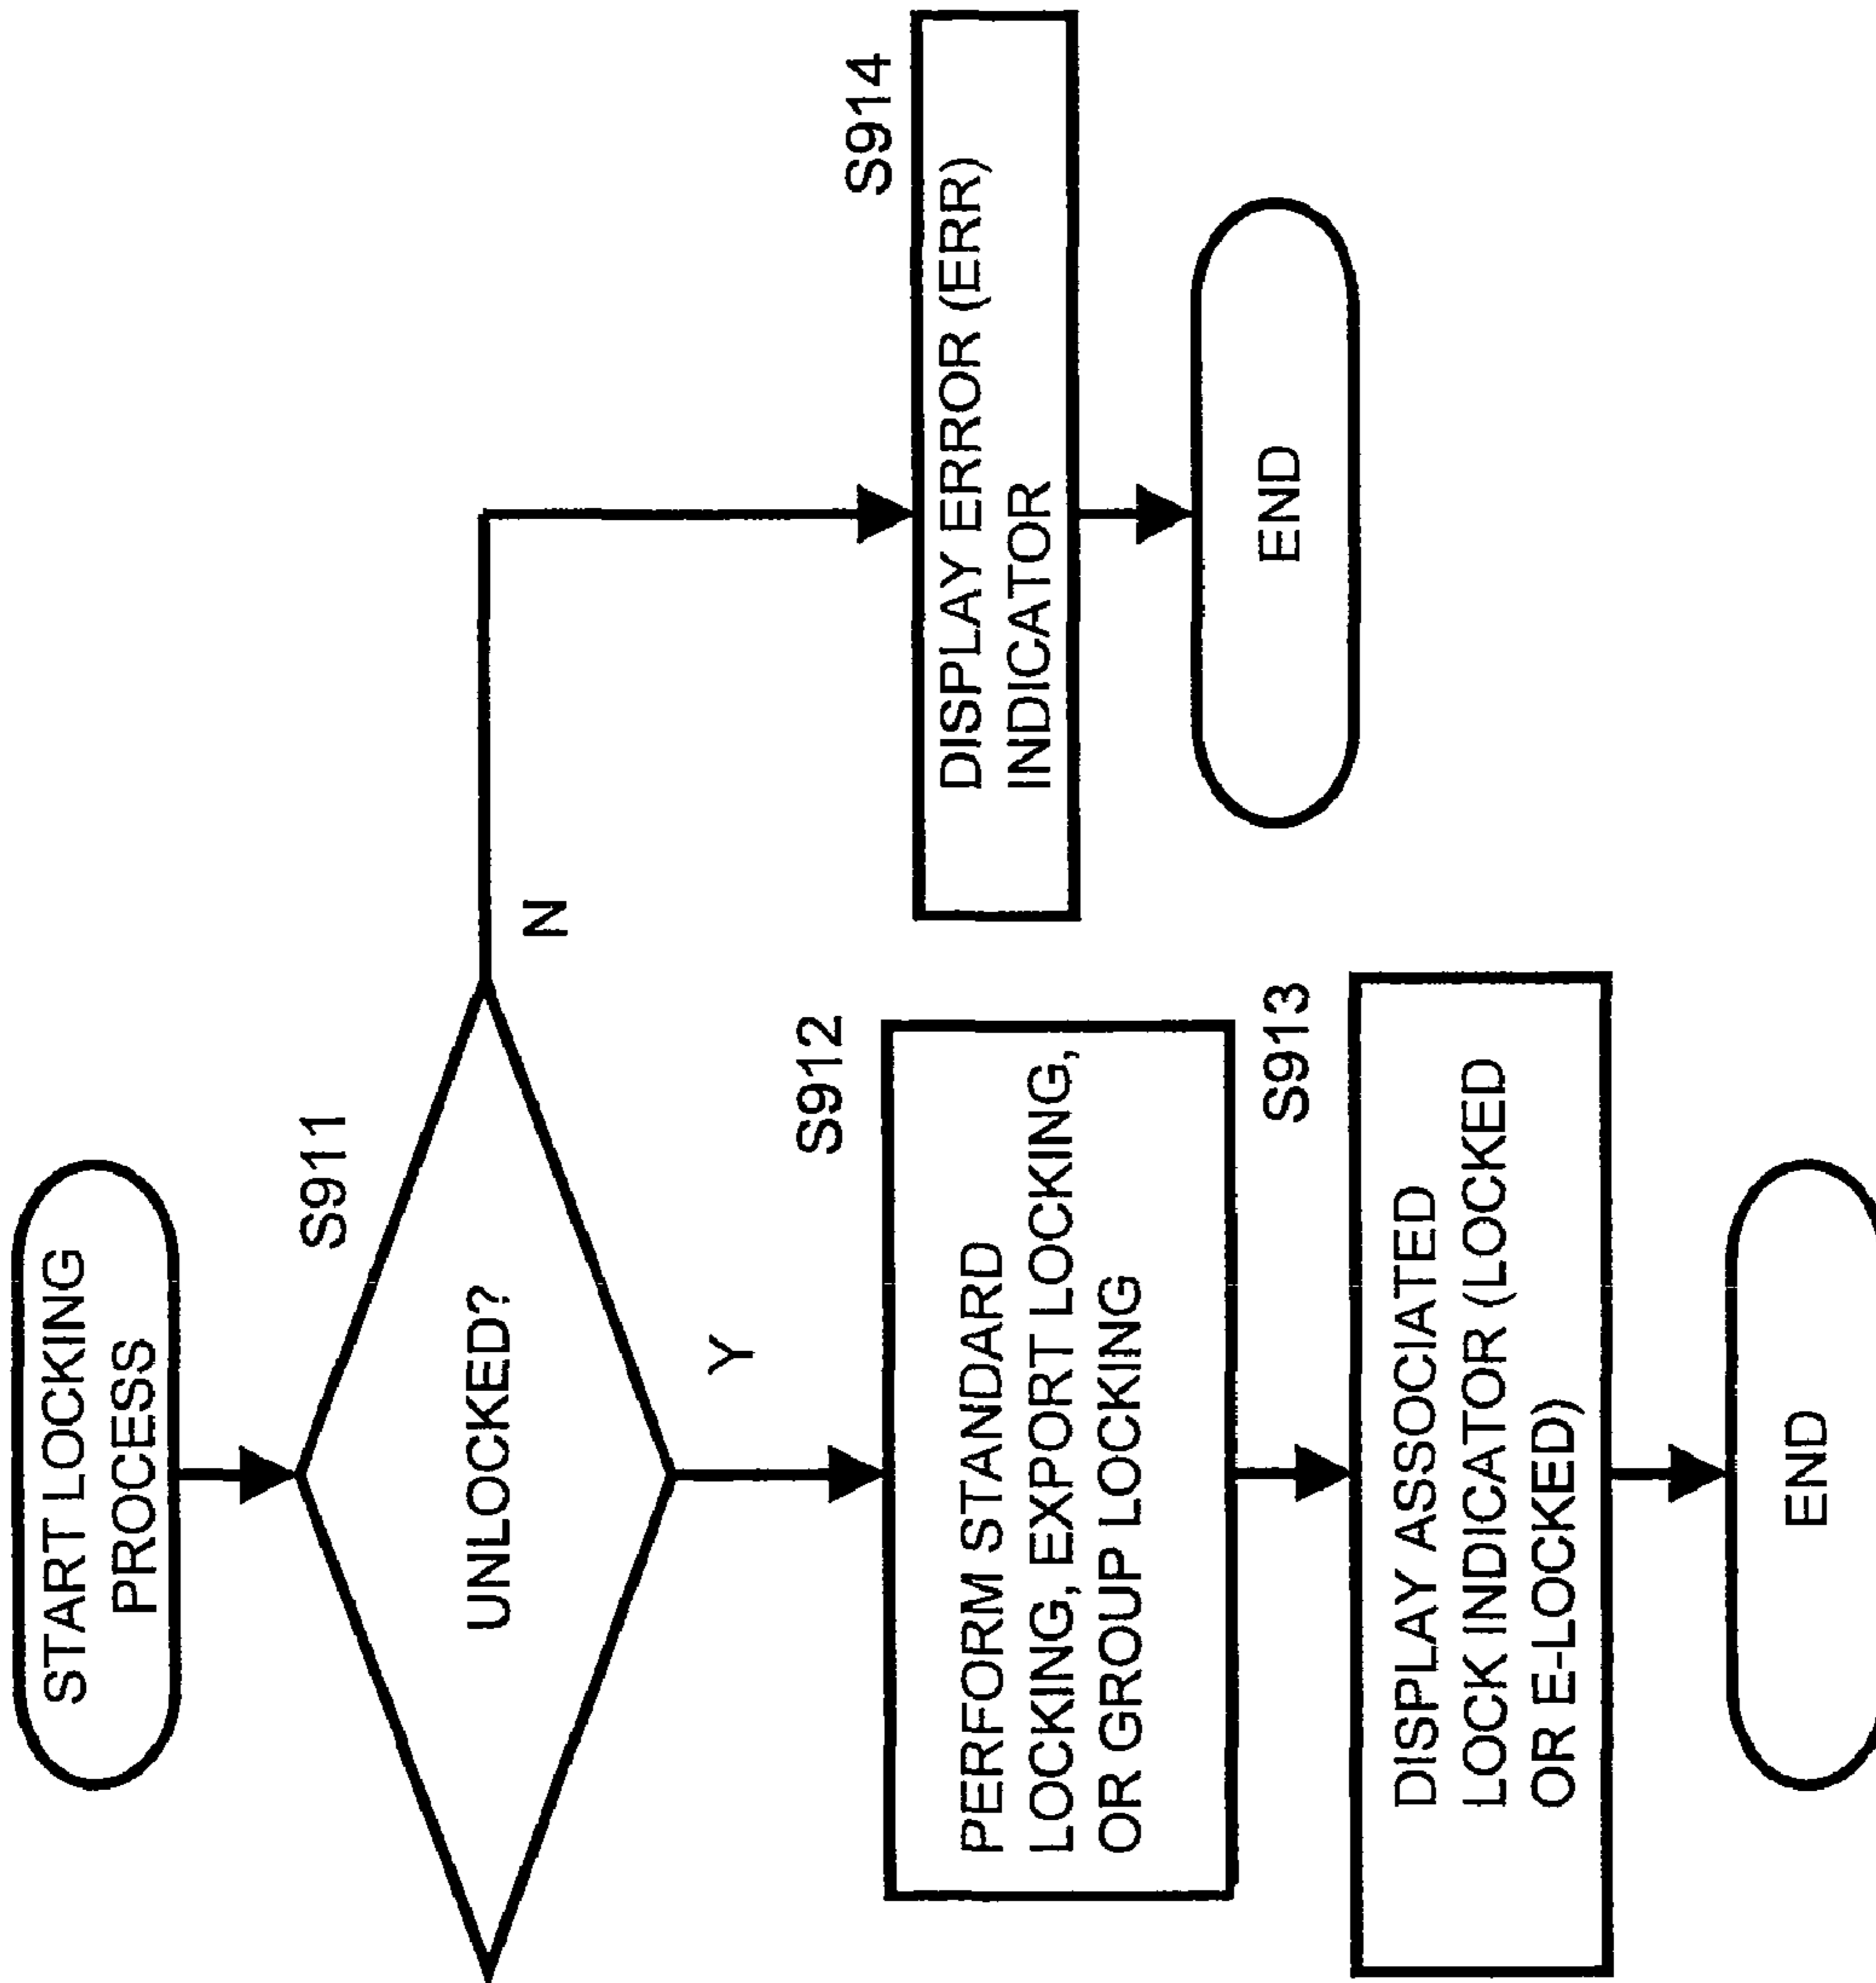 START LOCKING
PROCESS
S911
UNLOCKED?
N
Y
S912
PERFORM STANDARD
LOCKING, EXPORT LOCKING,
OR GROUP LOCKING
S913
DISPLAY ASSOCIATED
LOCK INDICATOR (LOCKED
OR E-LOCKED)
END
S914
DISPLAY ERROR (ERR)
INDICATOR
END